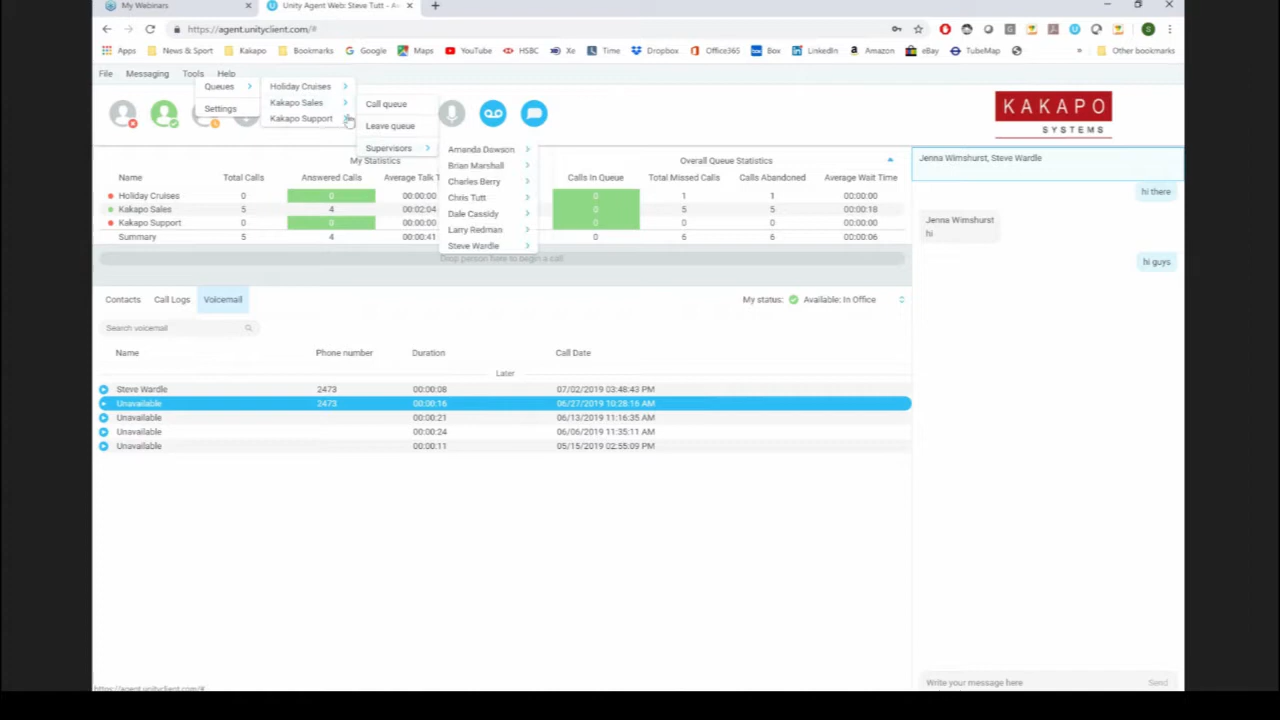 My Webinars
Unity Agent Web: Steve Tutt - A
https://agent.unityclient.com/#
Apps News & Sport Kakapo Bookmarks Google Maps YouTube HSBC Xe Time Dropbox Office365 Box LinkedIn Amazon eBay TubeMap » Other bookmarks
File Messaging Tools Help
Queues Holiday Cruises
Settings Kakapo Sales Call queue
Kakapo Support Leave queue
Supervisors
Amanda Dawson
Brian Marshall
Charles Berry
Chris Tutt
Dale Cassidy
Larry Redman
Steve Wardle
KAKAPO
SYSTEMS
My Statistics Overall Queue Statistics
Name Total Calls Answered Calls Average Talk T Calls In Queue Total Missed Calls Calls Abandoned Average Wait Time
Holiday Cruises 0 0 00:00:00 0 1 1 00:00:00
Kakapo Sales 5 4 00:02:04 0 5 5 00:00:18
Kakapo Support 0 0 00:00:00 0 0 0 00:00:00
Summary 5 4 00:00:41 0 6 6 00:00:06
Drop person here to begin a call
Contacts Call Logs Voicemail My status: Available: In Office
Search voicemail
Name Phone number Duration Call Date
Later
Steve Wardle 2473 00:00:08 07/02/2019 03:48:43 PM
Unavailable 2473 00:00:16 06/27/2019 10:28:16 AM
Unavailable 00:00:21 06/13/2019 11:16:35 AM
Unavailable 00:00:24 06/06/2019 11:35:11 AM
Unavailable 00:00:11 05/15/2019 02:55:09 PM
Jenna Wimshurst, Steve Wardle
hi there
Jenna Wimshurst
hi
hi guys
Write your message here Send
https://agent.unityclient.com/#